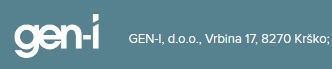 gen-i
GEN-I, d.o.o., Vrbina 17, 8270 Krško;